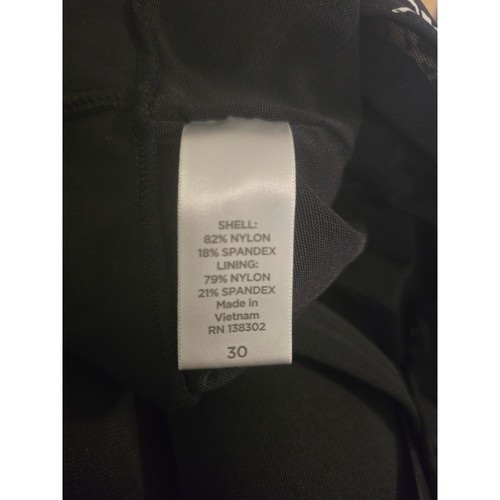 SHELL:
82% NYLON
18% SPANDEX
LINING:
79% NYLON
21% SPANDEX
Made in
Vietnam
RN 138302
30